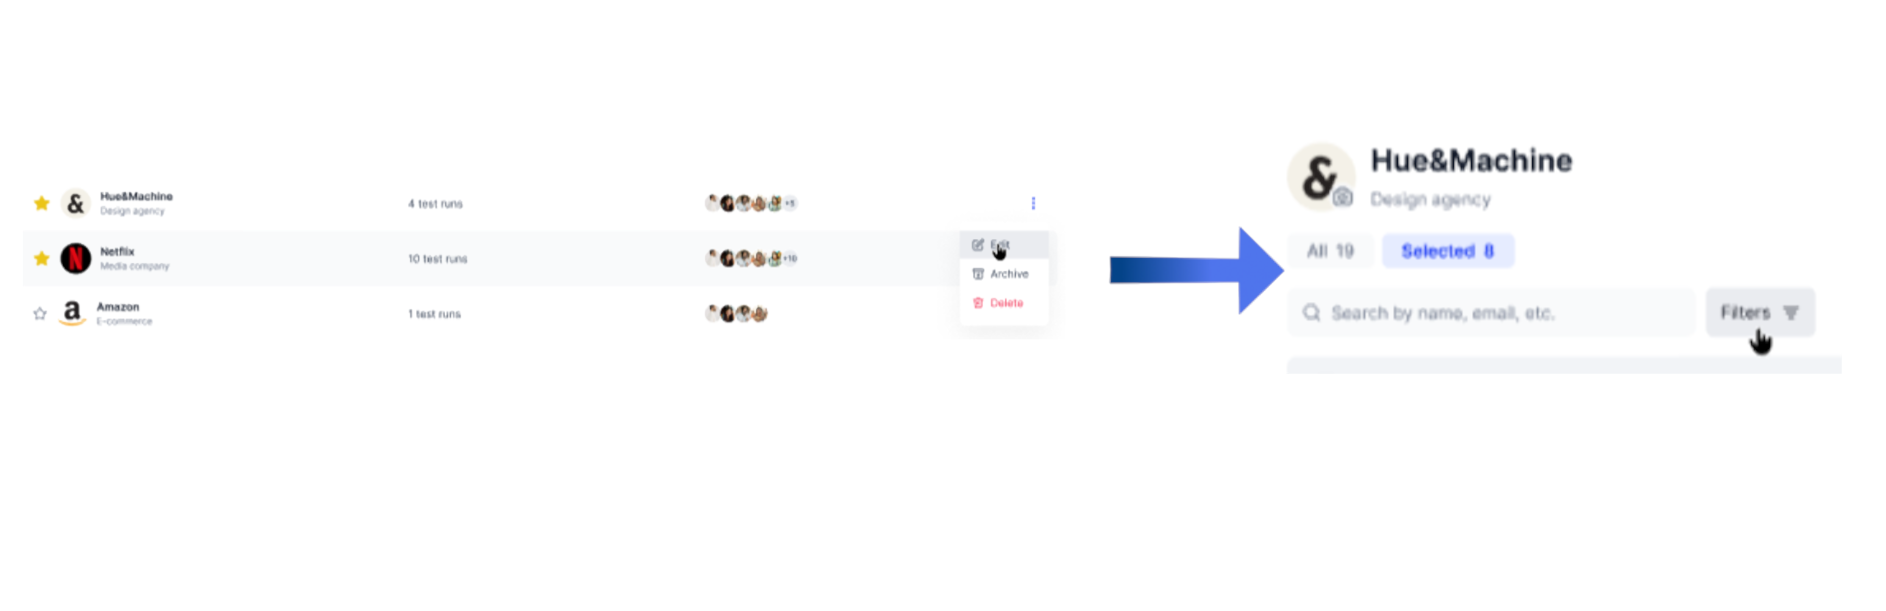 Hue&Machine
Design agency
4 test runs
+5
Netflix
Media company
10 test runs
+10
Edit
Archive
Delete
Amazon
E-commerce
1 test runs
Hue&Machine
Design agency
All 19
Selected 8
Search by name, email, etc.
Filters